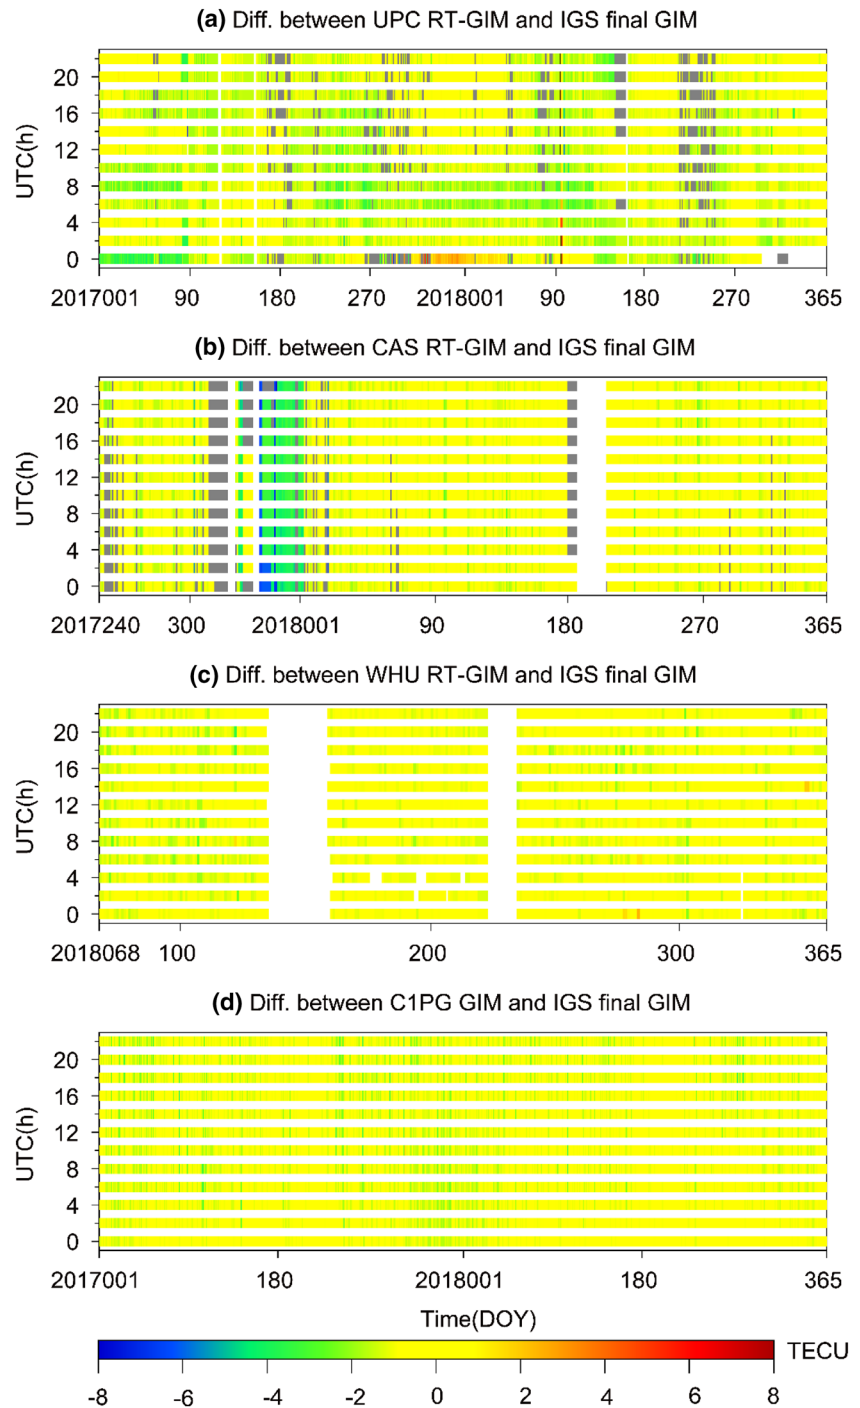 (a) Diff. between UPC RT-GIM and IGS final GIM
UTC(h)
20
16
12
8
4
0
2017001 90 180 270 2018001 90 180 270 365
(b) Diff. between CAS RT-GIM and IGS final GIM
UTC(h)
20
16
12
8
4
0
2017240 300 2018001 90 180 270 365
(c) Diff. between WHU RT-GIM and IGS final GIM
UTC(h)
20
16
12
8
4
0
2018068 100 200 300 365
(d) Diff. between C1PG GIM and IGS final GIM
UTC(h)
20
16
12
8
4
0
2017001 180 2018001 180 365
Time(DOY)
TECU
-8 -6 -4 -2 0 2 4 6 8